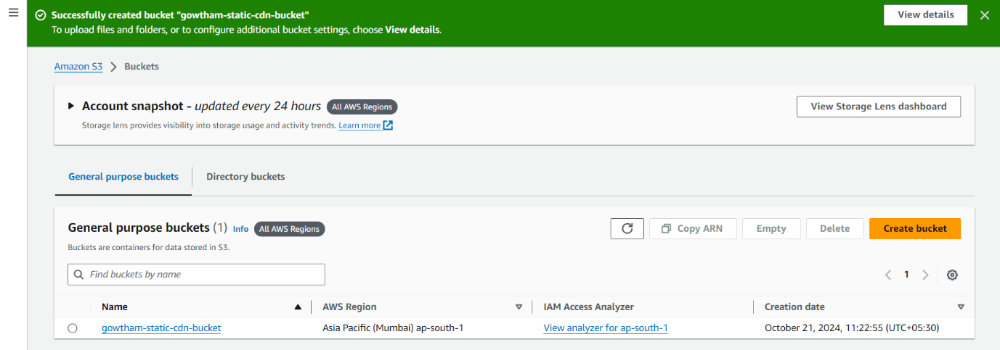 Successfully created bucket "gowtham-static-cdn-bucket"
View details
To upload files and folders, or to configure additional bucket settings, choose View details.
Amazon S3 Buckets
Account snapshot - updated every 24 hours All AWS Regions
View Storage Lens dashboard
Storage lens provides visibility into storage usage and activity trends. Learn more
General purpose buckets Directory buckets
General purpose buckets (1) Info All AWS Regions
Copy ARN Empty Delete Create bucket
Buckets are containers for data stored in S3.
Find buckets by name
1
Name AWS Region IAM Access Analyzer Creation date
gowtham-static-cdn-bucket Asia Pacific (Mumbai) ap-south-1 View analyzer for ap-south-1 October 21, 2024, 11:22:55 (UTC+05:30)